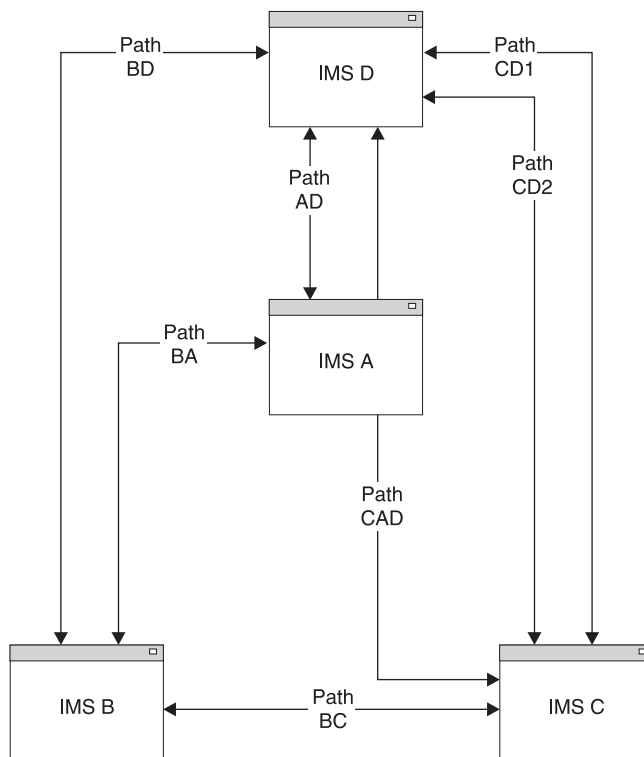 Path
BD
IMS D
Path
CD1
Path
CD2
Path
AD
Path
BA
IMS A
Path
CAD
IMS B
Path
BC
IMS C